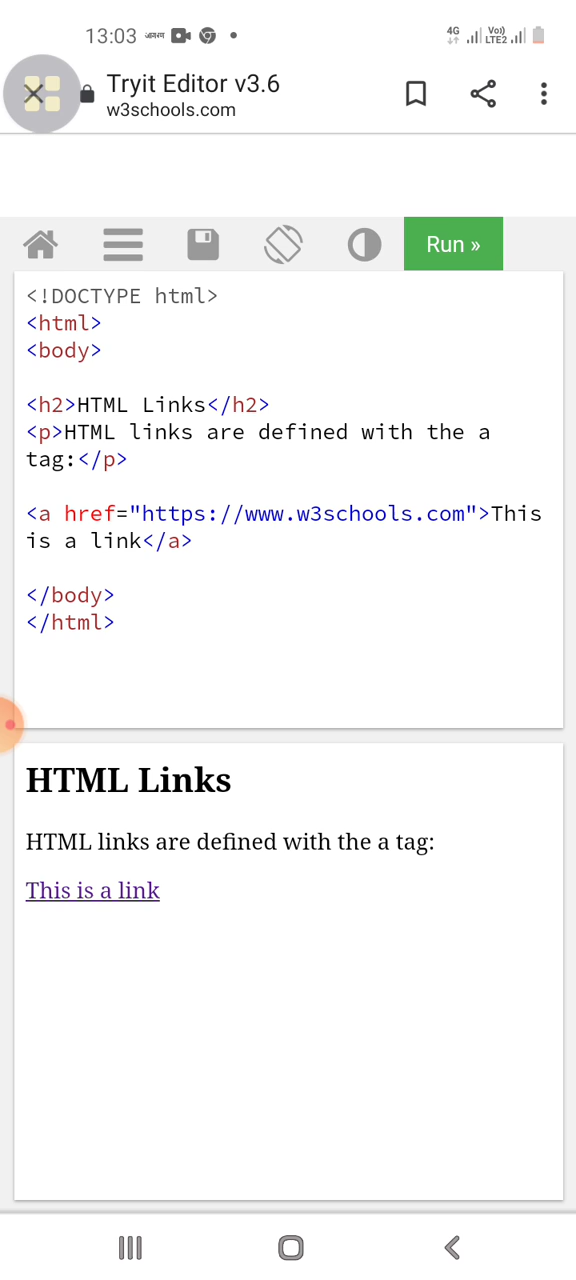 13:03
4G Vo)) LTE2
Tryit Editor v3.6
w3schools.com
Run »
<!DOCTYPE html>
<html>
<body>
<h2>HTML Links</h2>
<p>HTML links are defined with the a
tag:</p>
<a href="https://www.w3schools.com">This
is a link</a>
</body>
</html>
HTML Links
HTML links are defined with the a tag:
This is a link